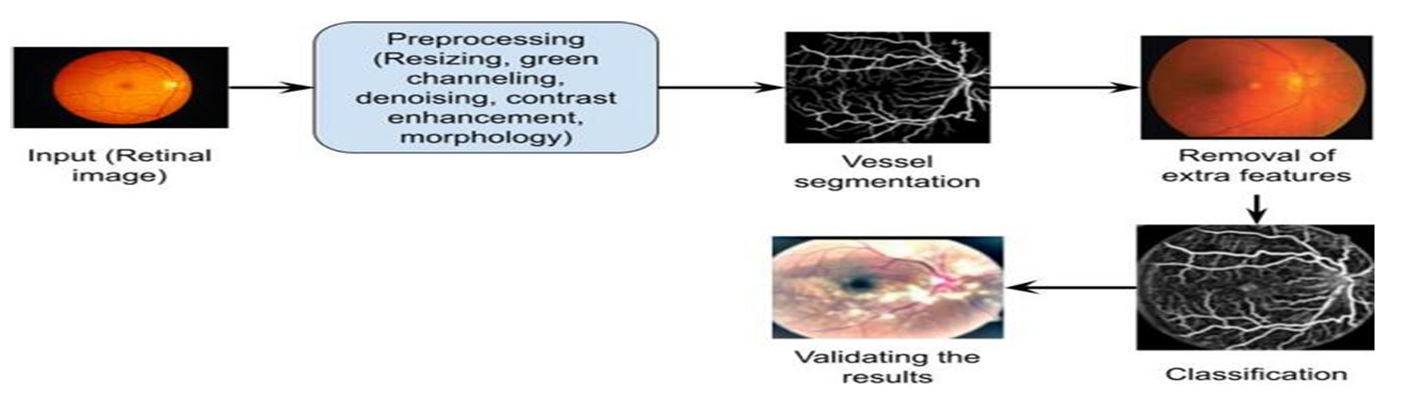 Input (Retinal
image)
Preprocessing
(Resizing, green
channeling,
denoising, contrast
enhancement,
morphology)
Vessel
segmentation
Removal of
extra features
Classification
Validating the
results